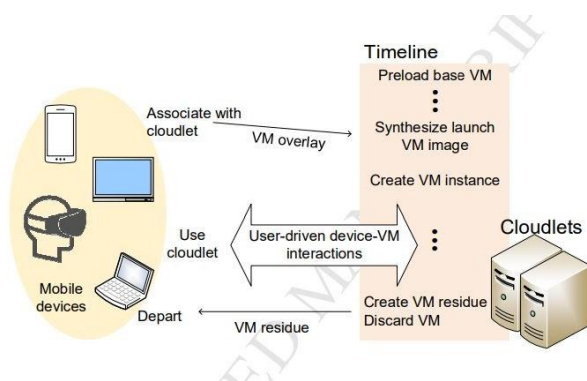 Timeline
Preload base VM
Associate with
cloudlet
VM overlay
Synthesize launch
VM image
Create VM instance
Cloudlets
Use
cloudlet
User-driven device-VM
interactions
Mobile
devices
Depart
VM residue
Create VM residue
Discard VM